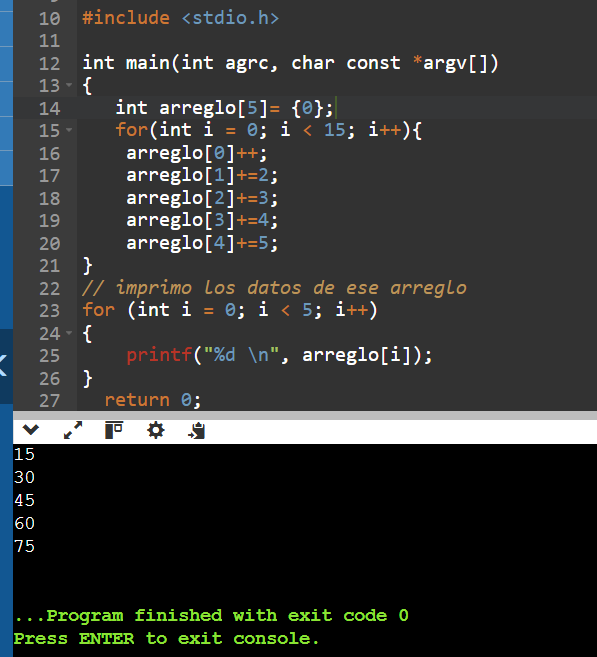 10 #include <stdio.h>
11
12 int main(int agrc, char const *argv[])
13 {
14 int arreglo[5]= {0};
15 for(int i = 0; i < 15; i++){
16 arreglo[0]++;
17 arreglo[1]+=2;
18 arreglo[2]+=3;
19 arreglo[3]+=4;
20 arreglo[4]+=5;
21 }
22 // imprimo los datos de ese arreglo
23 for (int i = 0; i < 5; i++)
24 {
25 printf("%d \n", arreglo[i]);
26 }
27 return 0;
15
30
45
60
75
...Program finished with exit code 0
Press ENTER to exit console.